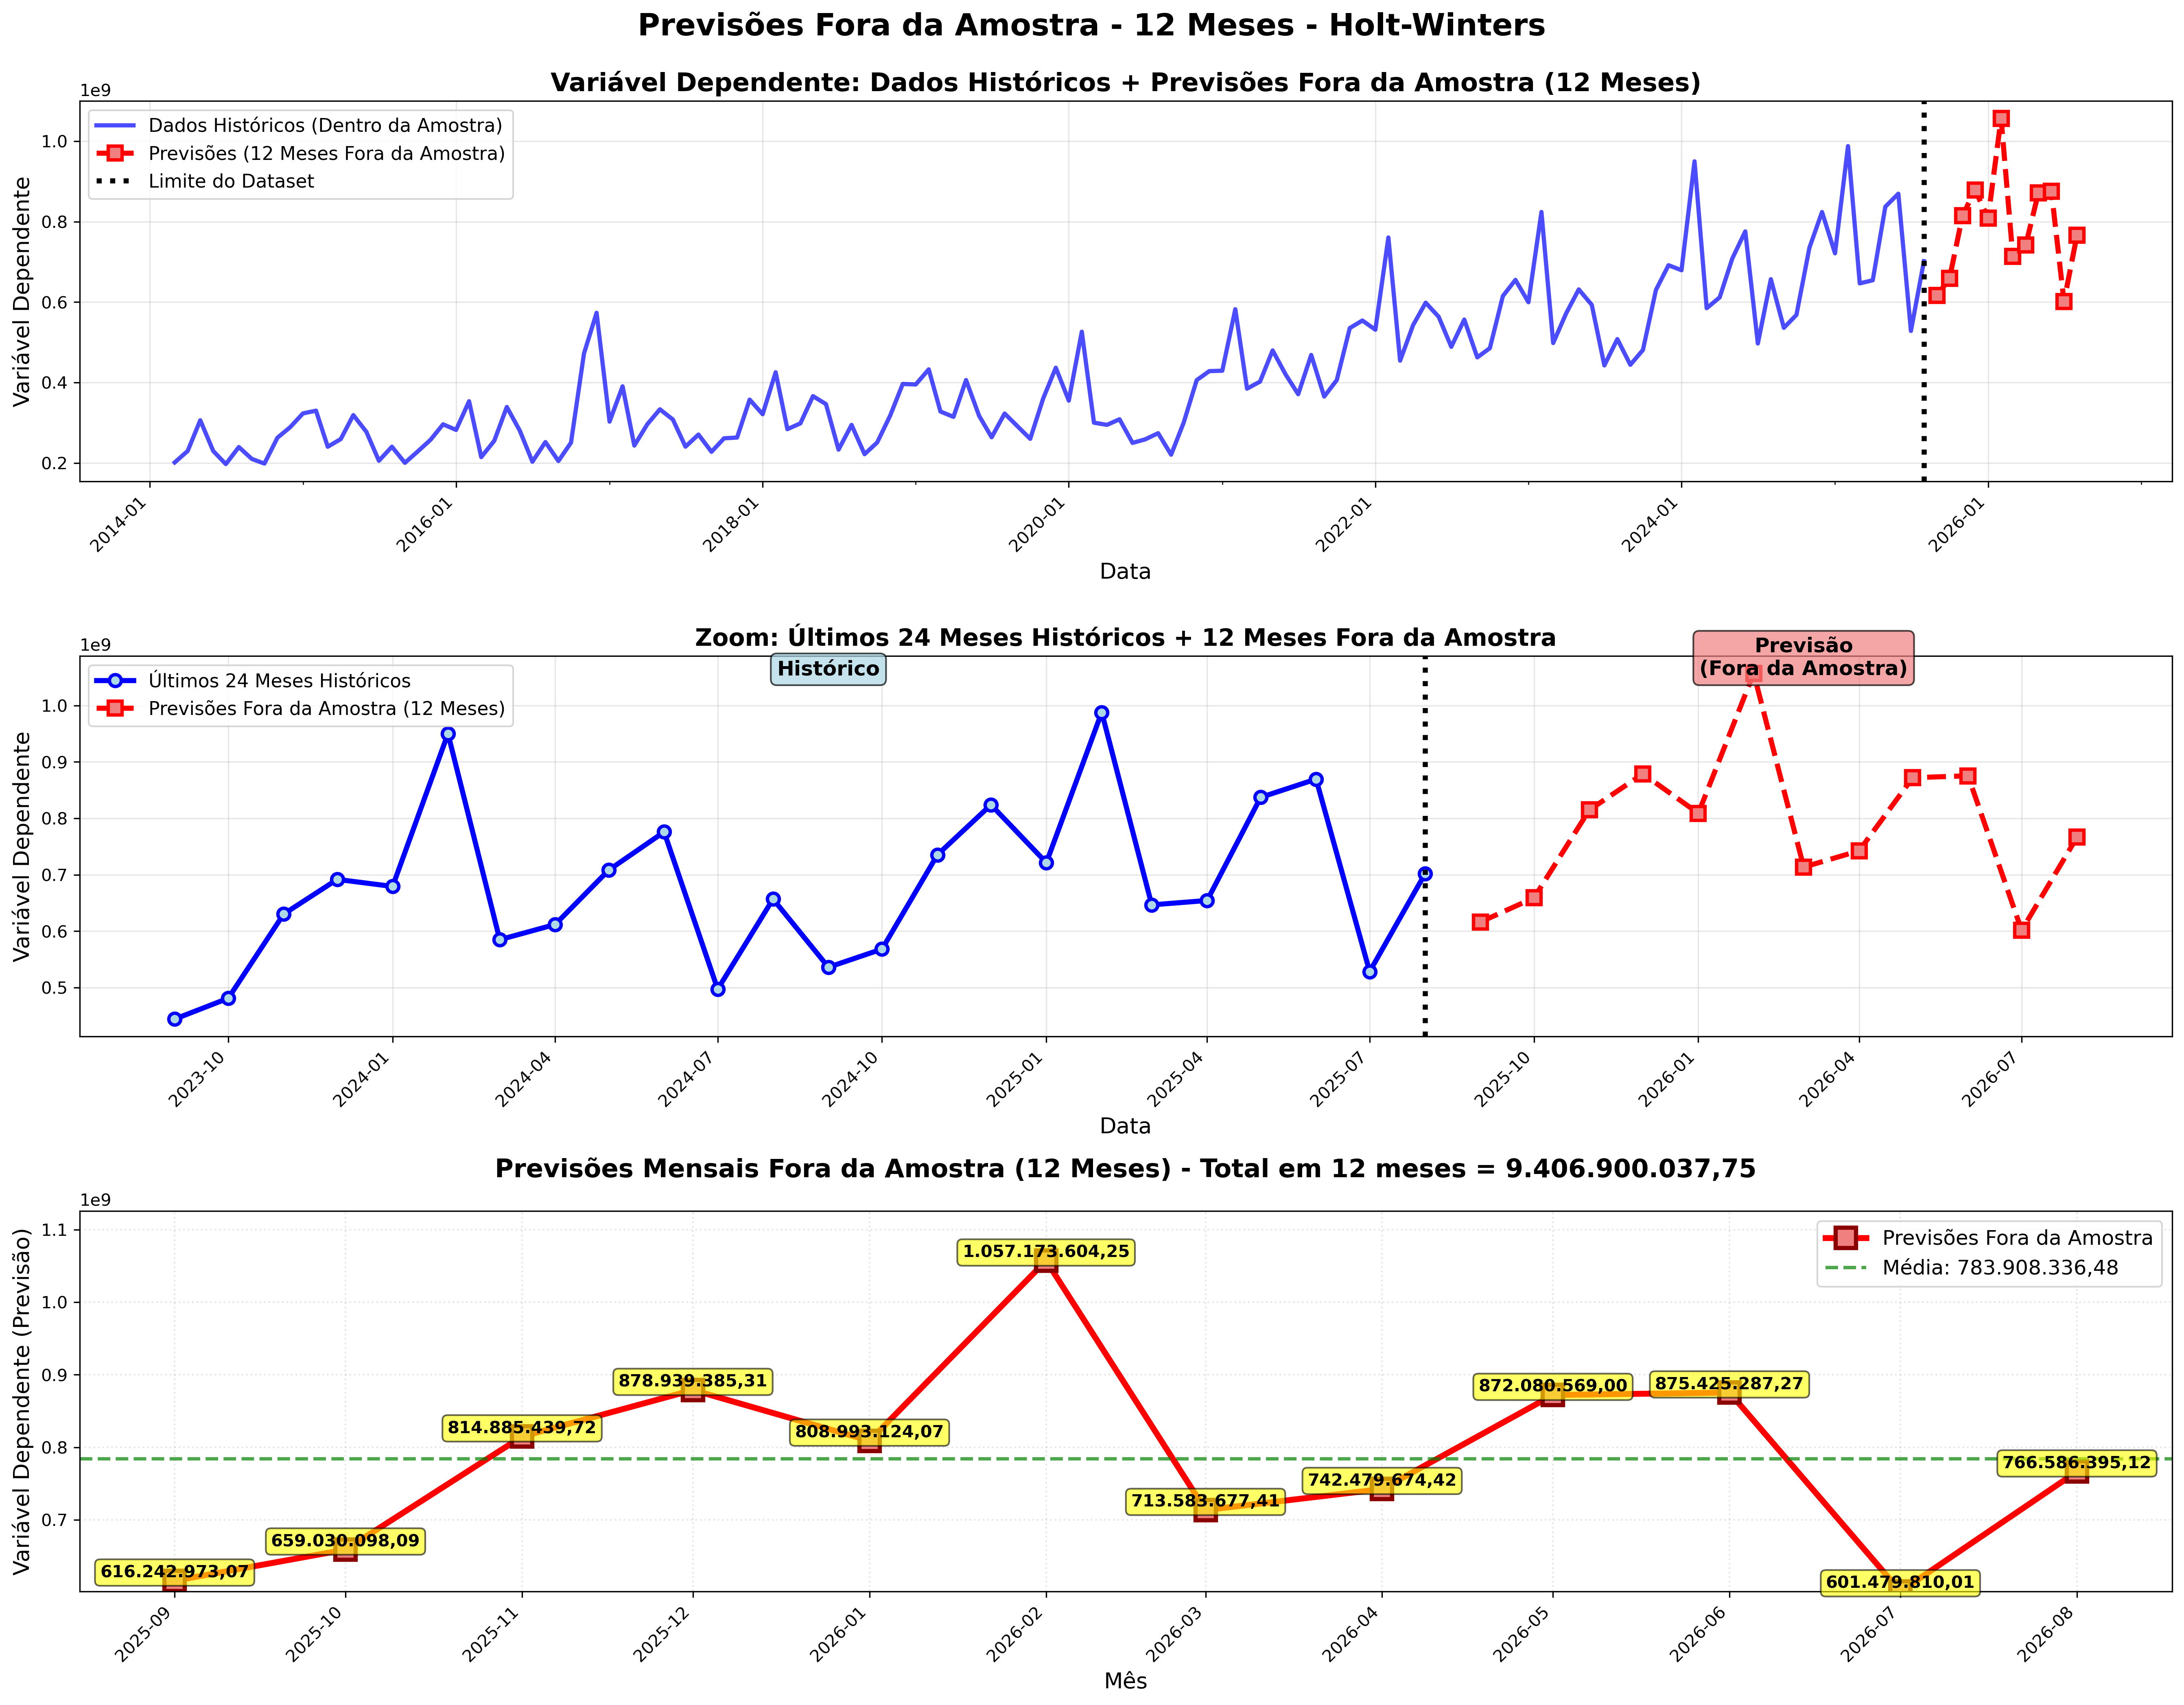 Previsões Fora da Amostra - 12 Meses - Holt-Winters
Variável Dependente: Dados Históricos + Previsões Fora da Amostra (12 Meses)
1e9
Dados Históricos (Dentro da Amostra)
Previsões (12 Meses Fora da Amostra)
Limite do Dataset
Variável Dependente
1.0
0.8
0.6
0.4
0.2
2014-01
2016-01
2018-01
2020-01
2022-01
2024-01
2026-01
Data
Zoom: Últimos 24 Meses Históricos + 12 Meses Fora da Amostra
1e9
Histórico
Previsão
(Fora da Amostra)
Últimos 24 Meses Históricos
Previsões Fora da Amostra (12 Meses)
Variável Dependente
1.0
0.9
0.8
0.7
0.6
0.5
2023-10
2024-01
2024-04
2024-07
2024-10
2025-01
2025-04
2025-07
2025-10
2026-01
2026-04
2026-07
Data
Previsões Mensais Fora da Amostra (12 Meses) - Total em 12 meses = 9.406.900.037,75
1e9
Previsões Fora da Amostra
Média: 783.908.336,48
Variável Dependente (Previsão)
1.1
1.0
0.9
0.8
0.7
616.242.973,07
659.030.098,09
814.885.439,72
878.939.385,31
808.993.124,07
1.057.173.604,25
713.583.677,41
742.479.674,42
872.080.569,00
875.425.287,27
601.479.810,01
766.586.395,12
2025-09
2025-10
2025-11
2025-12
2026-01
2026-02
2026-03
2026-04
2026-05
2026-06
2026-07
2026-08
Mês